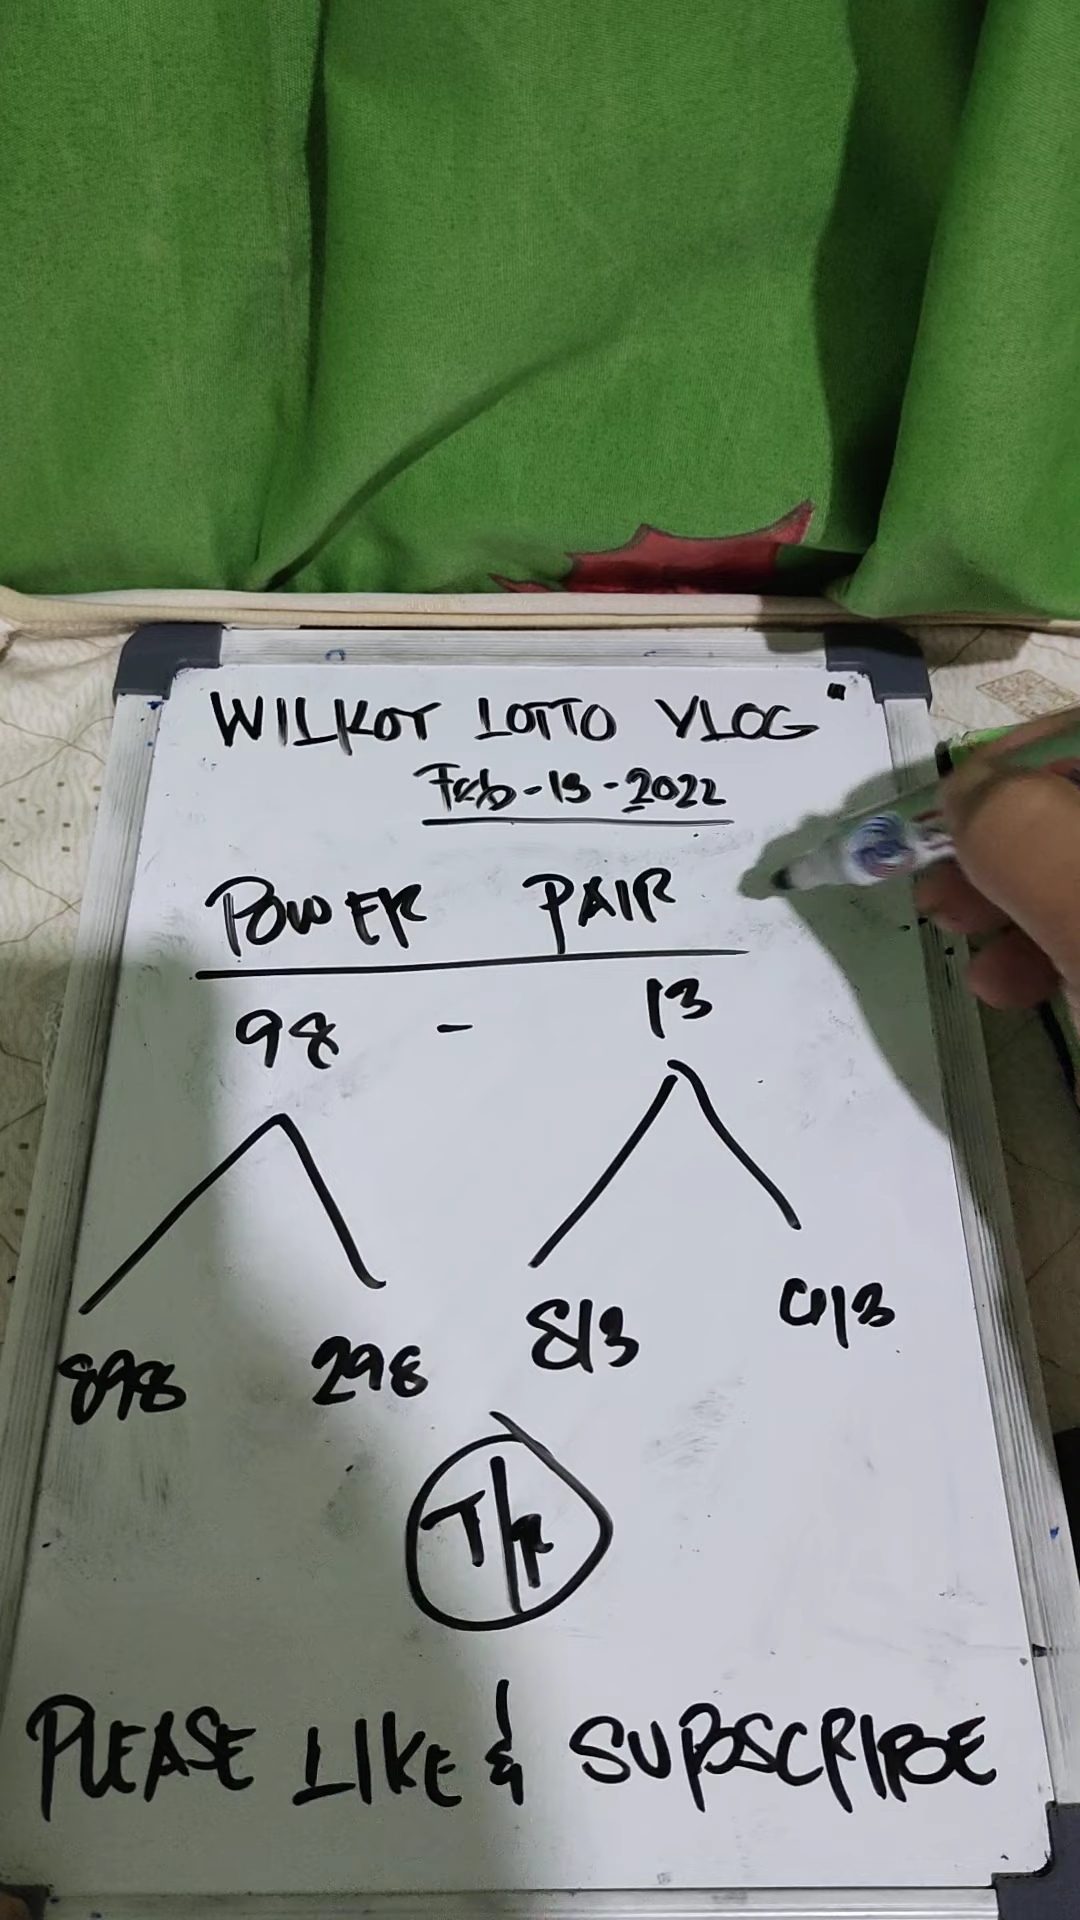 WILKOT LOTTO VLOG"
Feb-13-2022
POWER PAIR
98 - 13
898 298 813 913
T/R
PLEASE LIKE & SUBSCRIBE